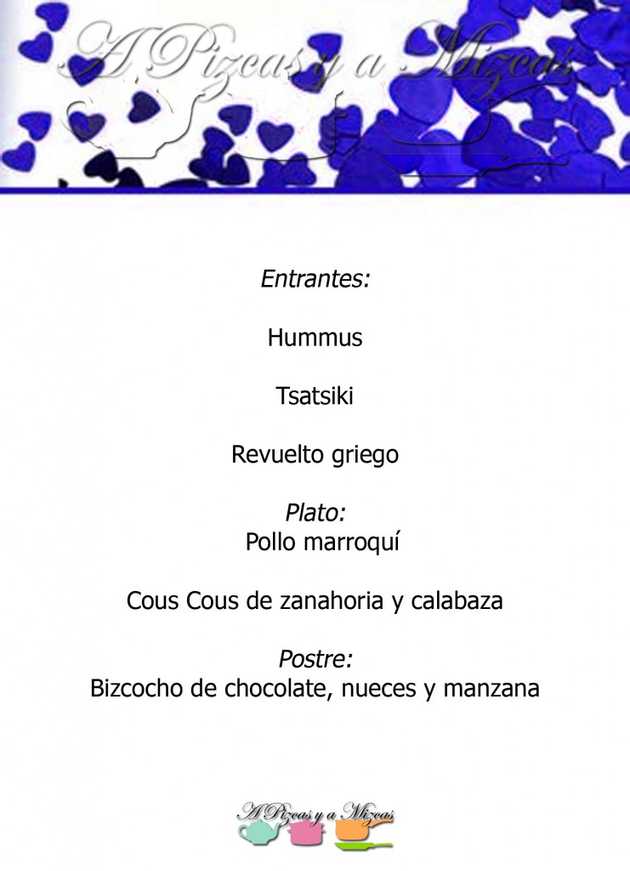 A Pizcas y a Mizcas
Entrantes:
Hummus
Tsatsiki
Revuelto griego
Plato:
Pollo marroquí
Cous Cous de zanahoria y calabaza
Postre:
Bizcocho de chocolate, nueces y manzana
A Pizcas y a Mizcas